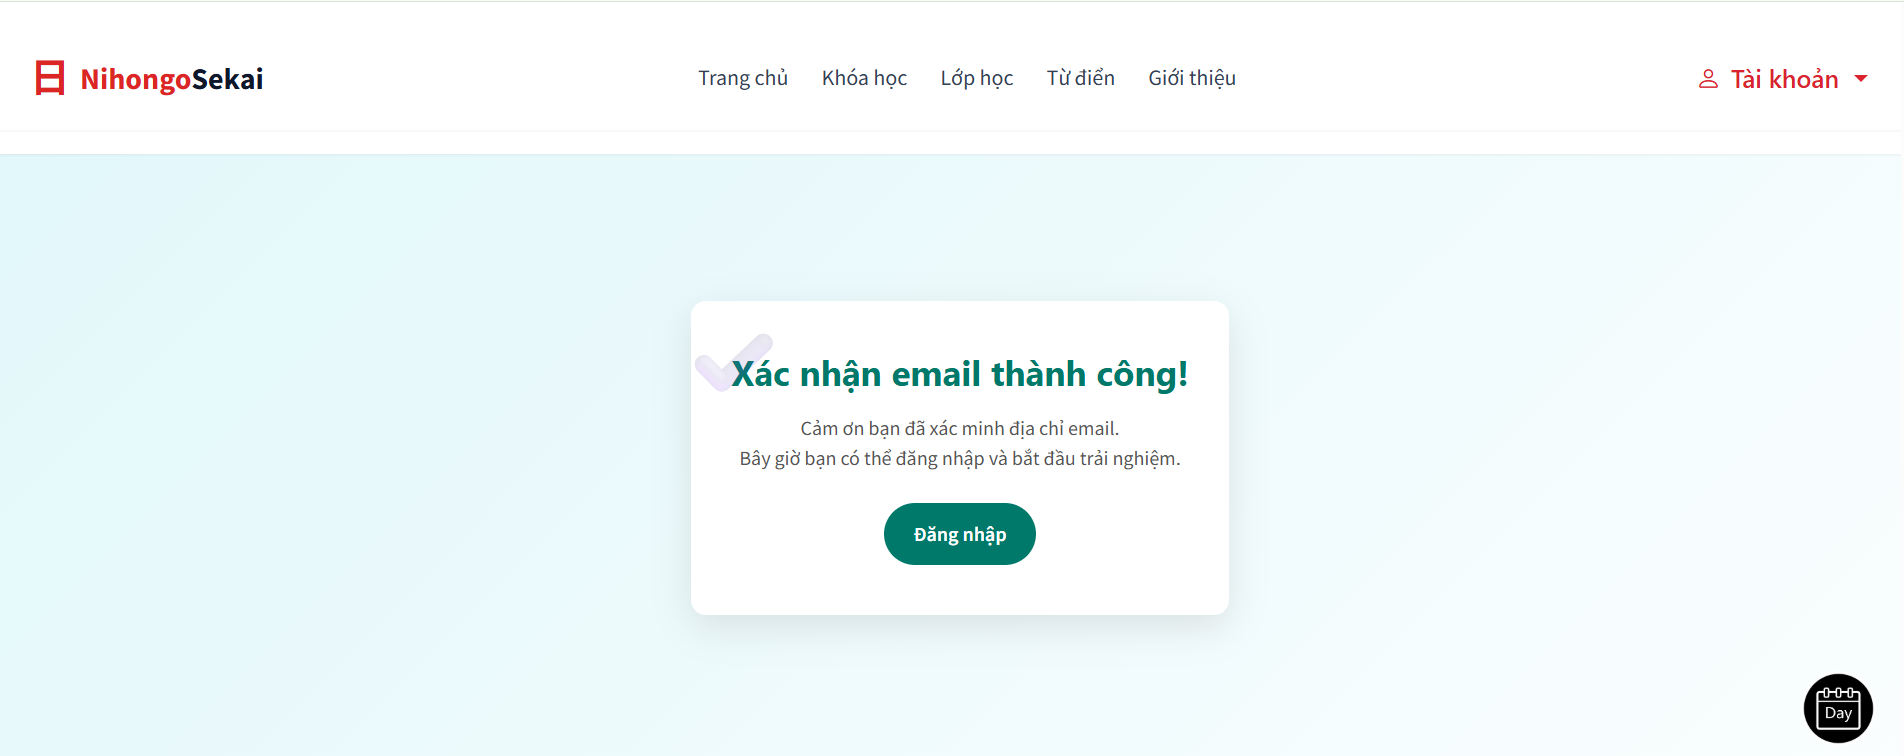 日 NihongoSekai
Trang chủ Khóa học Lớp học Từ điển Giới thiệu
Tài khoản
Xác nhận email thành công!
Cảm ơn bạn đã xác minh địa chỉ email.
Bây giờ bạn có thể đăng nhập và bắt đầu trải nghiệm.
Đăng nhập
Day